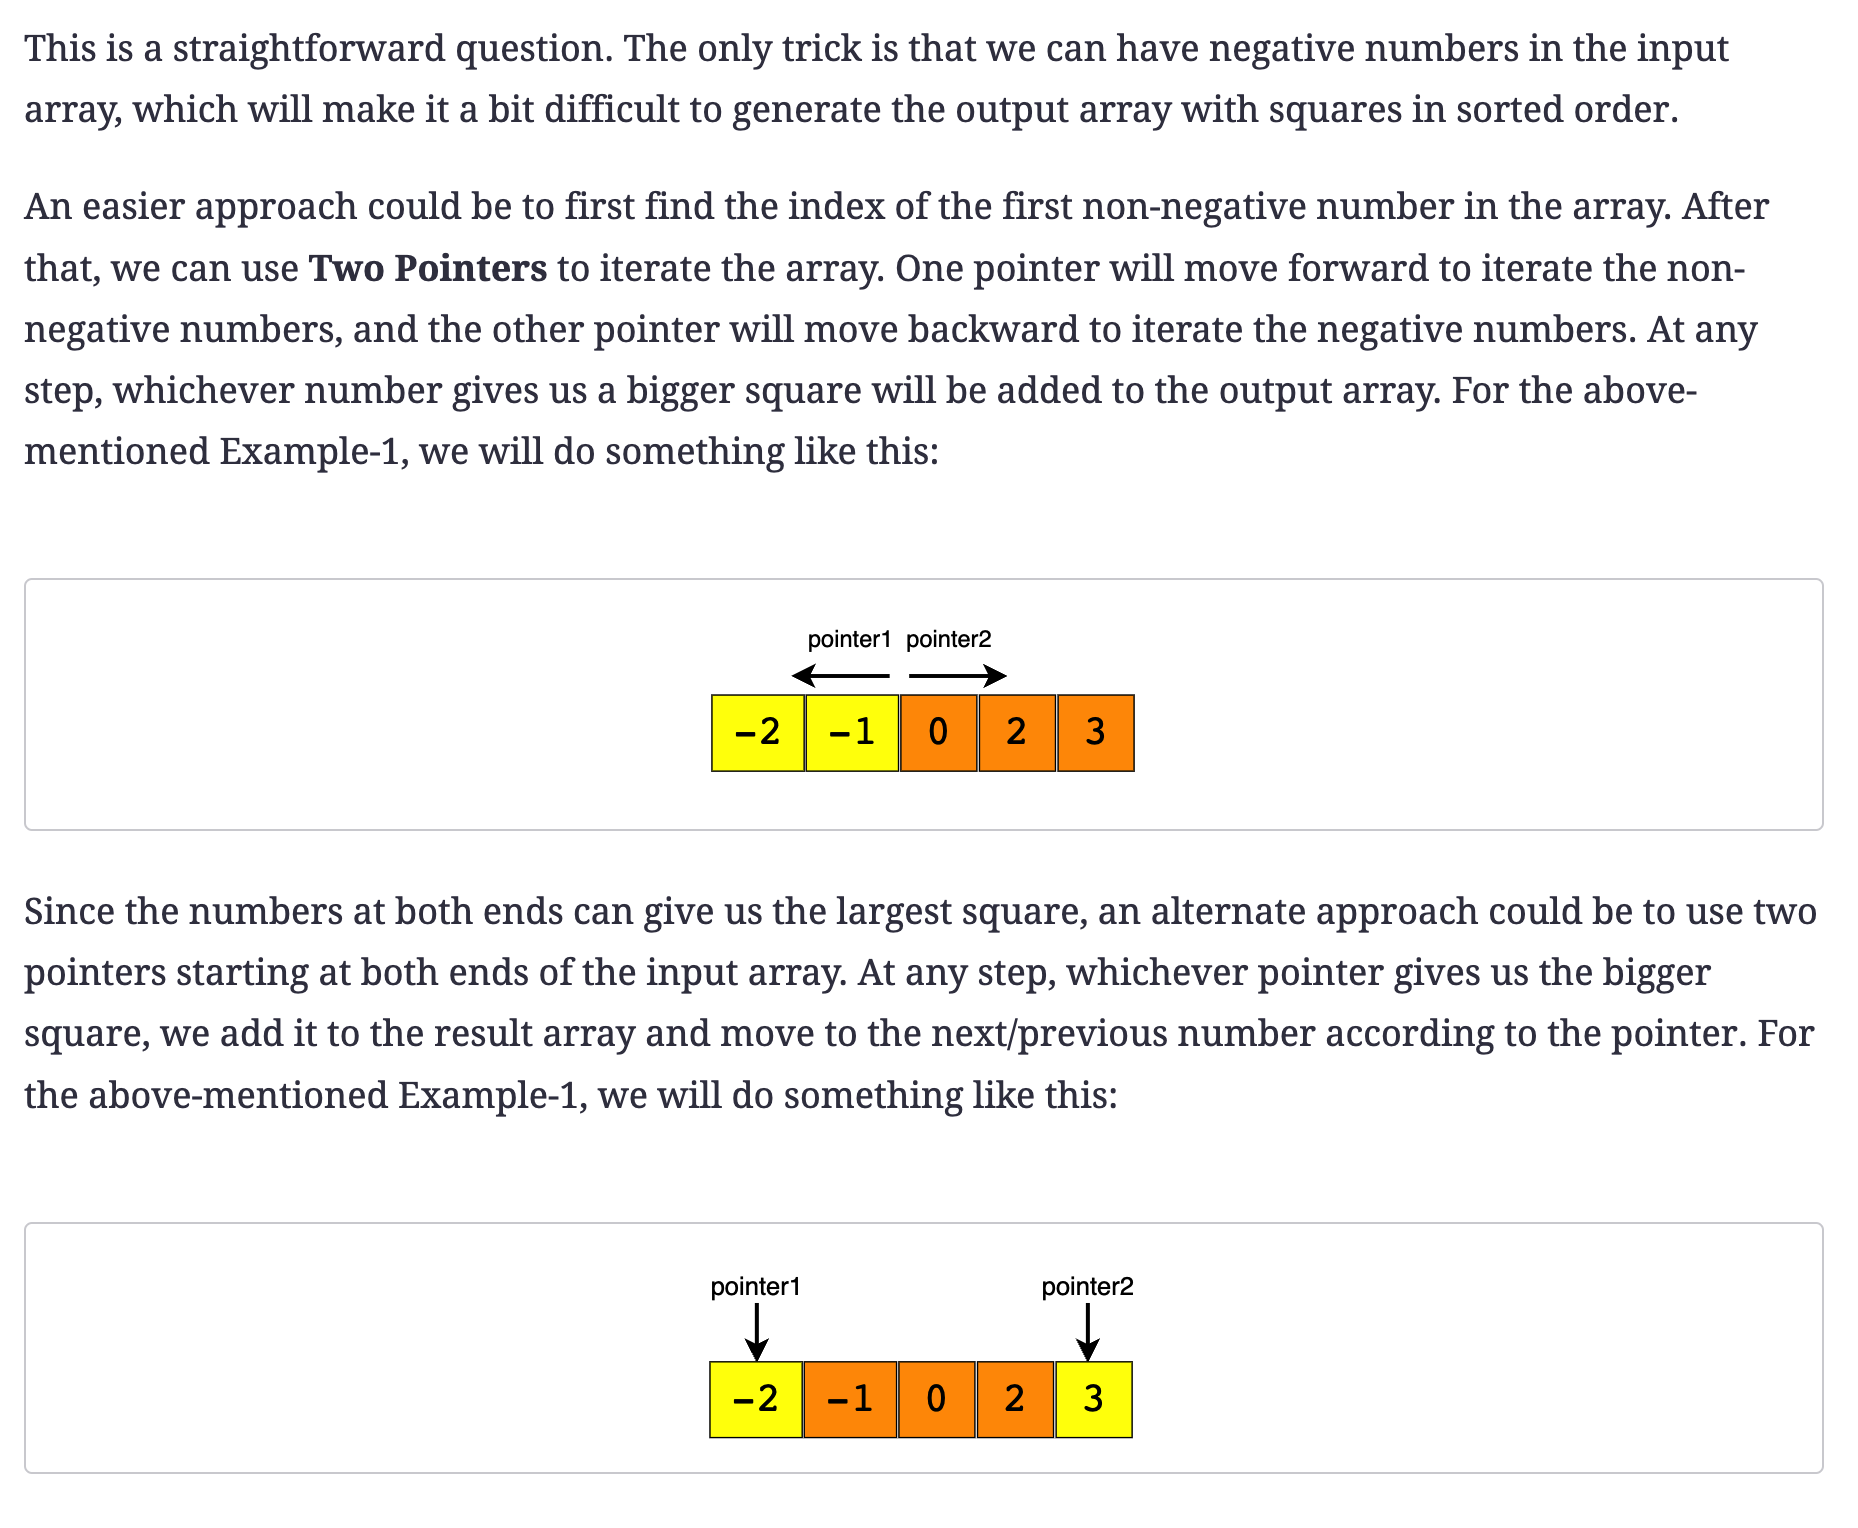 This is a straightforward question. The only trick is that we can have negative numbers in the input
array, which will make it a bit difficult to generate the output array with squares in sorted order.
An easier approach could be to first find the index of the first non-negative number in the array. After
that, we can use Two Pointers to iterate the array. One pointer will move forward to iterate the non-
negative numbers, and the other pointer will move backward to iterate the negative numbers. At any
step, whichever number gives us a bigger square will be added to the output array. For the above-
mentioned Example-1, we will do something like this:
pointer1 pointer2
-2 -1 0 2 3
Since the numbers at both ends can give us the largest square, an alternate approach could be to use two
pointers starting at both ends of the input array. At any step, whichever pointer gives us the bigger
square, we add it to the result array and move to the next/previous number according to the pointer. For
the above-mentioned Example-1, we will do something like this:
pointer1 pointer2
-2 -1 0 2 3